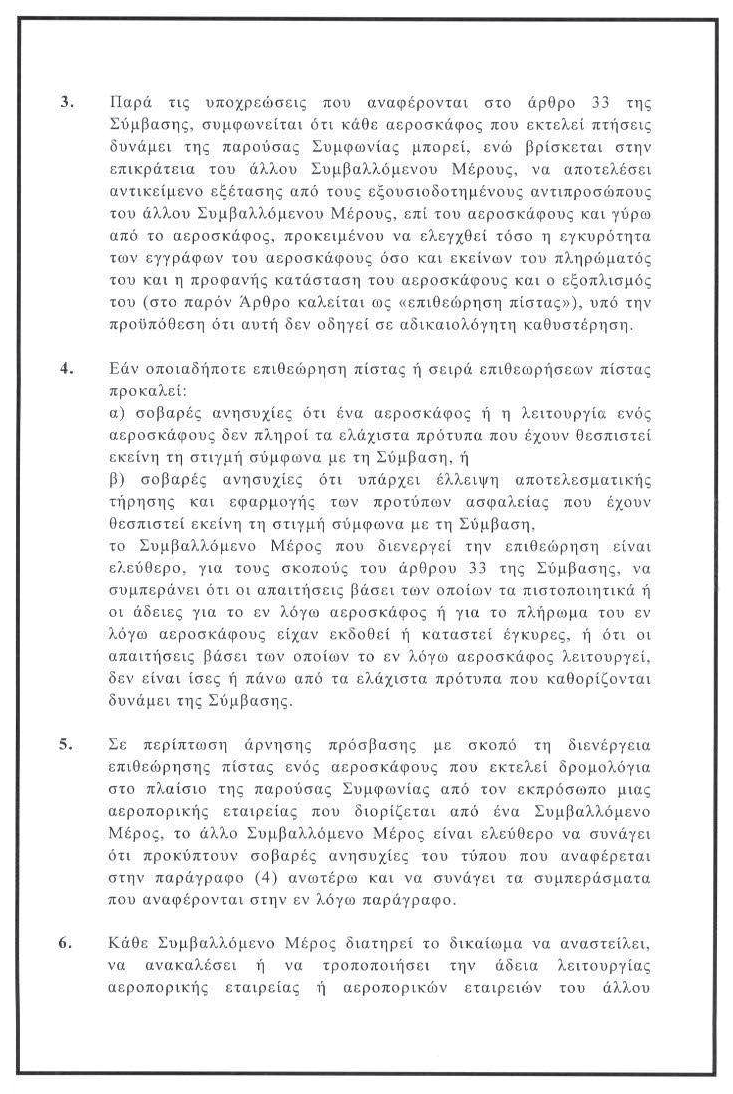 3. Παρά τις υποχρεώσεις που αναφέρονται στο άρθρο 33 της
Σύμβασης, συμφωνείται ότι κάθε αεροσκάφος που εκτελεί πτήσεις
δυνάμει της παρούσας Συμφωνίας μπορεί, ενώ βρίσκεται στην
επικράτεια του άλλου Συμβαλλόμενου Μέρους, να αποτελέσει
αντικείμενο εξέτασης από τους εξουσιοδοτημένους αντιπροσώπους
του άλλου Συμβαλλόμενου Μέρους, επί του αεροσκάφους και γύρω
από το αεροσκάφος, προκειμένου να ελεγχθεί τόσο η εγκυρότητα
των εγγράφων του αεροσκάφους όσο και εκείνων του πληρώματός
του και η προφανής κατάσταση του αεροσκάφους και ο εξοπλισμός
του (στο παρόν Άρθρο καλείται ως «επιθεώρηση πίστας»), υπό την
προϋπόθεση ότι αυτή δεν οδηγεί σε αδικαιολόγητη καθυστέρηση.
4. Εάν οποιαδήποτε επιθεώρηση πίστας ή σειρά επιθεωρήσεων πίστας
προκαλεί:
α) σοβαρές ανησυχίες ότι ένα αεροσκάφος ή η λειτουργία ενός
αεροσκάφους δεν πληροί τα ελάχιστα πρότυπα που έχουν θεσπιστεί
εκείνη τη στιγμή σύμφωνα με τη Σύμβαση, ή
β) σοβαρές ανησυχίες ότι υπάρχει έλλειψη αποτελεσματικής
τήρησης και εφαρμογής των προτύπων ασφαλείας που έχουν
θεσπιστεί εκείνη τη στιγμή σύμφωνα με τη Σύμβαση,
το Συμβαλλόμενο Μέρος που διενεργεί την επιθεώρηση είναι
ελεύθερο, για τους σκοπούς του άρθρου 33 της Σύμβασης, να
συμπεράνει ότι οι απαιτήσεις βάσει των οποίων τα πιστοποιητικά ή
οι άδειες για το εν λόγω αεροσκάφος ή για το πλήρωμα του εν
λόγω αεροσκάφους είχαν εκδοθεί ή καταστεί έγκυρες, ή ότι οι
απαιτήσεις βάσει των οποίων το εν λόγω αεροσκάφος λειτουργεί,
δεν είναι ίσες ή πάνω από τα ελάχιστα πρότυπα που καθορίζονται
δυνάμει της Σύμβασης.
5. Σε περίπτωση άρνησης πρόσβασης με σκοπό τη διενέργεια
επιθεώρησης πίστας ενός αεροσκάφους που εκτελεί δρομολόγια
στο πλαίσιο της παρούσας Συμφωνίας από τον εκπρόσωπο μιας
αεροπορικής εταιρείας που διορίζεται από ένα Συμβαλλόμενο
Μέρος, το άλλο Συμβαλλόμενο Μέρος είναι ελεύθερο να συνάγει
ότι προκύπτουν σοβαρές ανησυχίες του τύπου που αναφέρεται
στην παράγραφο (4) ανωτέρω και να συνάγει τα συμπεράσματα
που αναφέρονται στην εν λόγω παράγραφο.
6. Κάθε Συμβαλλόμενο Μέρος διατηρεί το δικαίωμα να αναστείλει,
να ανακαλέσει ή να τροποποιήσει την άδεια λειτουργίας
αεροπορικής εταιρείας ή αεροπορικών εταιρειών του άλλου